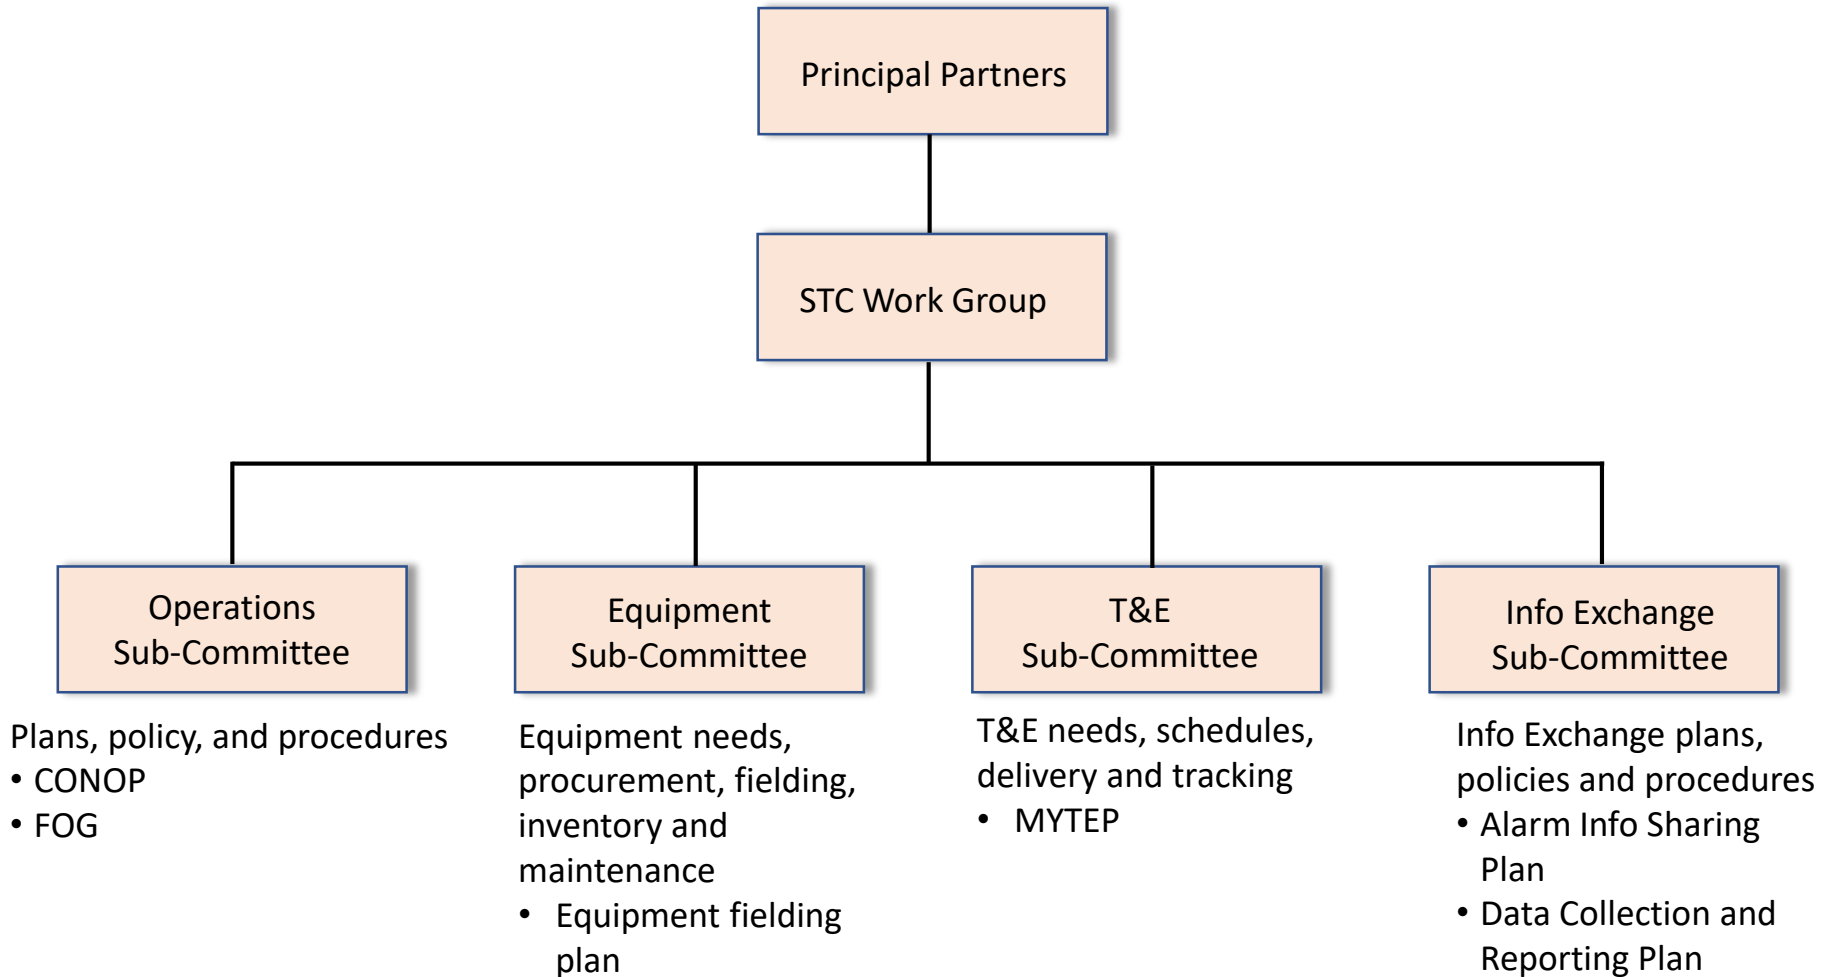 Principal Partners
STC Work Group
Operations
Sub-Committee
Equipment
Sub-Committee
T&E
Sub-Committee
Info Exchange
Sub-Committee
Plans, policy, and procedures
• CONOP
• FOG
Equipment needs,
procurement, fielding,
inventory and
maintenance
• Equipment fielding
plan
T&E needs, schedules,
delivery and tracking
• MYTEP
Info Exchange plans,
policies and procedures
• Alarm Info Sharing
Plan
• Data Collection and
Reporting Plan